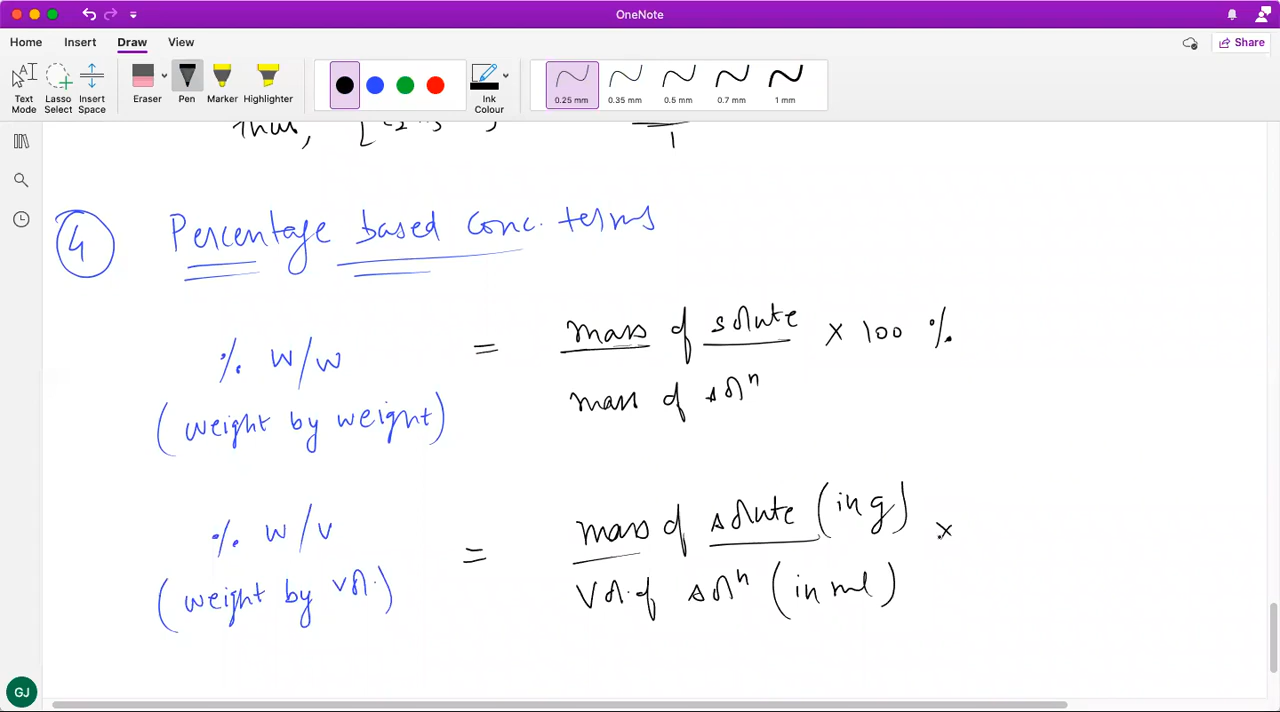 OneNote
Home Insert Draw View Share
Text Mode Lasso Select Insert Space Eraser Pen Marker Highlighter Ink Colour 0.25 mm 0.35 mm 0.5 mm 0.7 mm 1 mm
Thus, [
1
4 Percentage based conc. terms
% w/w = mass of solute × 100 %
(weight by weight) mass of solⁿ
% w/v = mass of solute (in g) ×
(weight by vol.) Vol. of solⁿ (in ml)
GJ